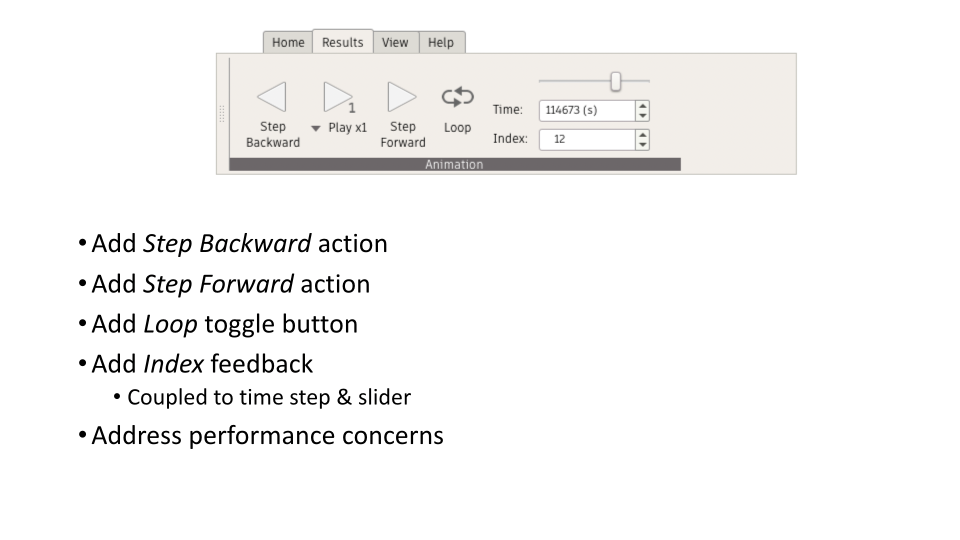 Home Results View Help
1
Step Backward
Play x1
Step Forward
Loop
Time: 114673 (s)
Index: 12
Animation
• Add Step Backward action
• Add Step Forward action
• Add Loop toggle button
• Add Index feedback
• Coupled to time step & slider
• Address performance concerns